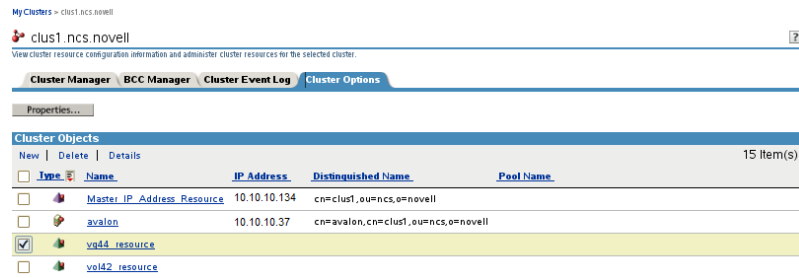 My Clusters > clus1.ncs.novell
clus1.ncs.novell ?
View cluster resource configuration information and administer cluster resources for the selected cluster.
Cluster Manager BCC Manager Cluster Event Log Cluster Options
Properties...
Cluster Objects
New | Delete | Details 15 Item(s)
Type Name IP Address Distinguished Name Pool Name
Master_IP_Address_Resource 10.10.10.134 cn=clus1,ou=ncs,o=novell
avalon 10.10.10.37 cn=avalon,cn=clus1,ou=ncs,o=novell
vg44_resource
vol42_resource